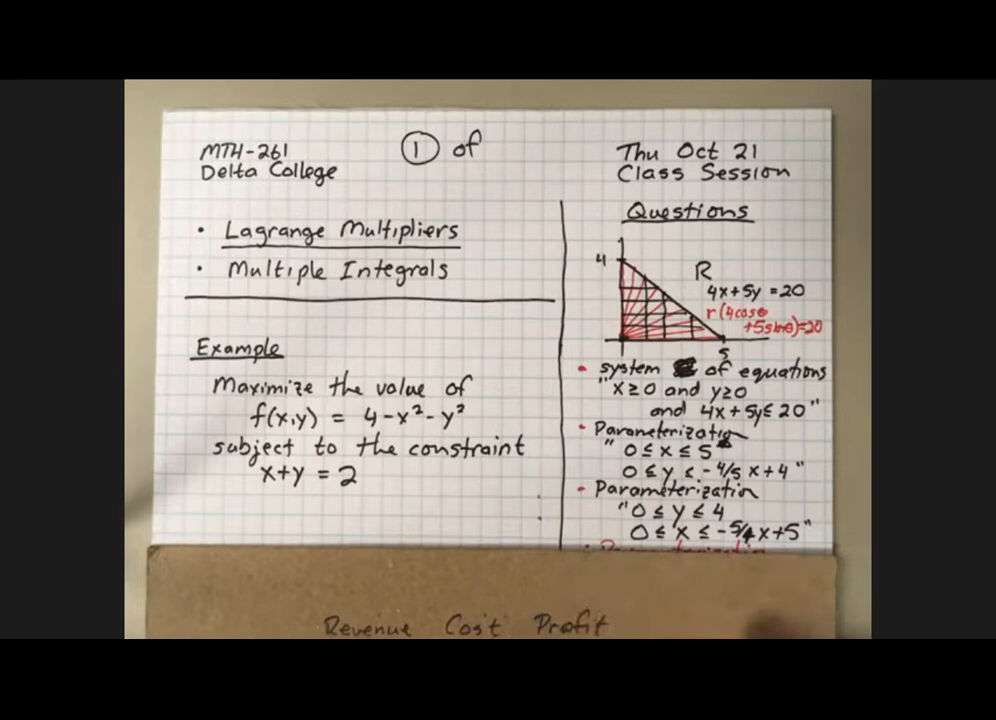 MTH-261
Delta College
① of
Thu Oct 21
Class Session
• Lagrange Multipliers
• Multiple Integrals
Example
Maximize the value of
f(x,y) = 4-x²-y²
subject to the constraint
x+y = 2
Questions
4
R
4x+5y = 20
r(4cosθ
+5sinθ)=20
5
• system of equations
"x≥0 and y≥0
and 4x+5y≤20"
• Parameterization
"0≤x≤5
0≤y≤-4/5x+4"
• Parameterization
"0≤y≤4
0≤x≤-5/4x+5"
Revenue Cost Profit